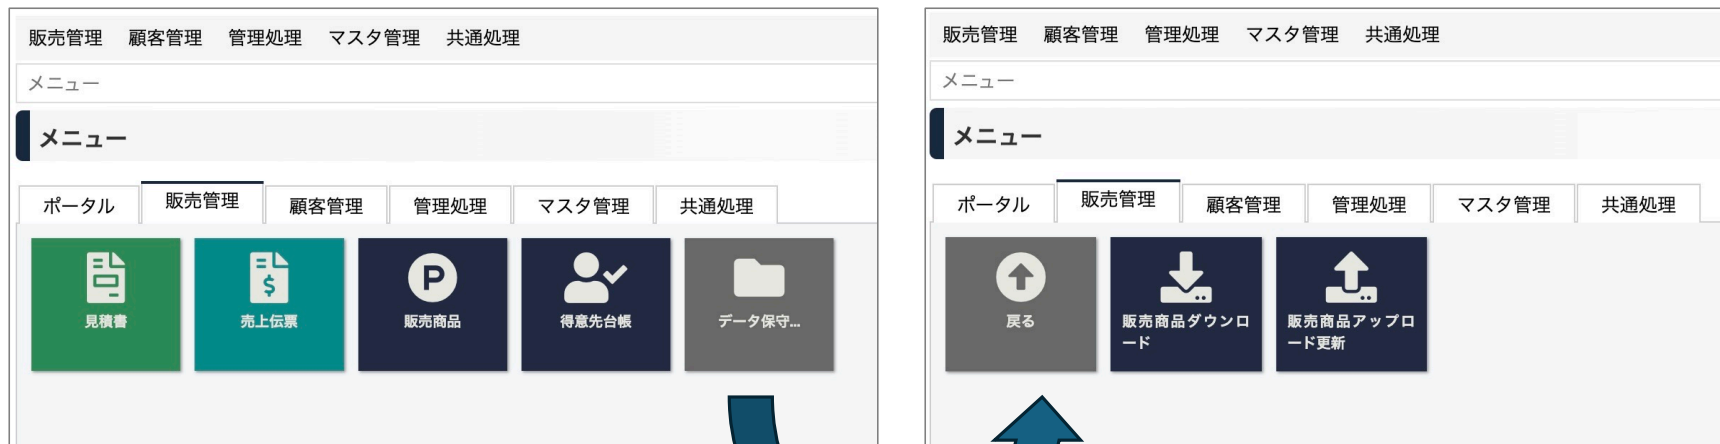 販売管理 顧客管理 管理処理 マスタ管理 共通処理
メニュー
メニュー
ポータル 販売管理 顧客管理 管理処理 マスタ管理 共通処理
見積書 売上伝票 販売商品 得意先台帳 データ保守...
販売管理 顧客管理 管理処理 マスタ管理 共通処理
メニュー
メニュー
ポータル 販売管理 顧客管理 管理処理 マスタ管理 共通処理
戻る
販売商品ダウンロ
ード
販売商品アップロ
ード更新